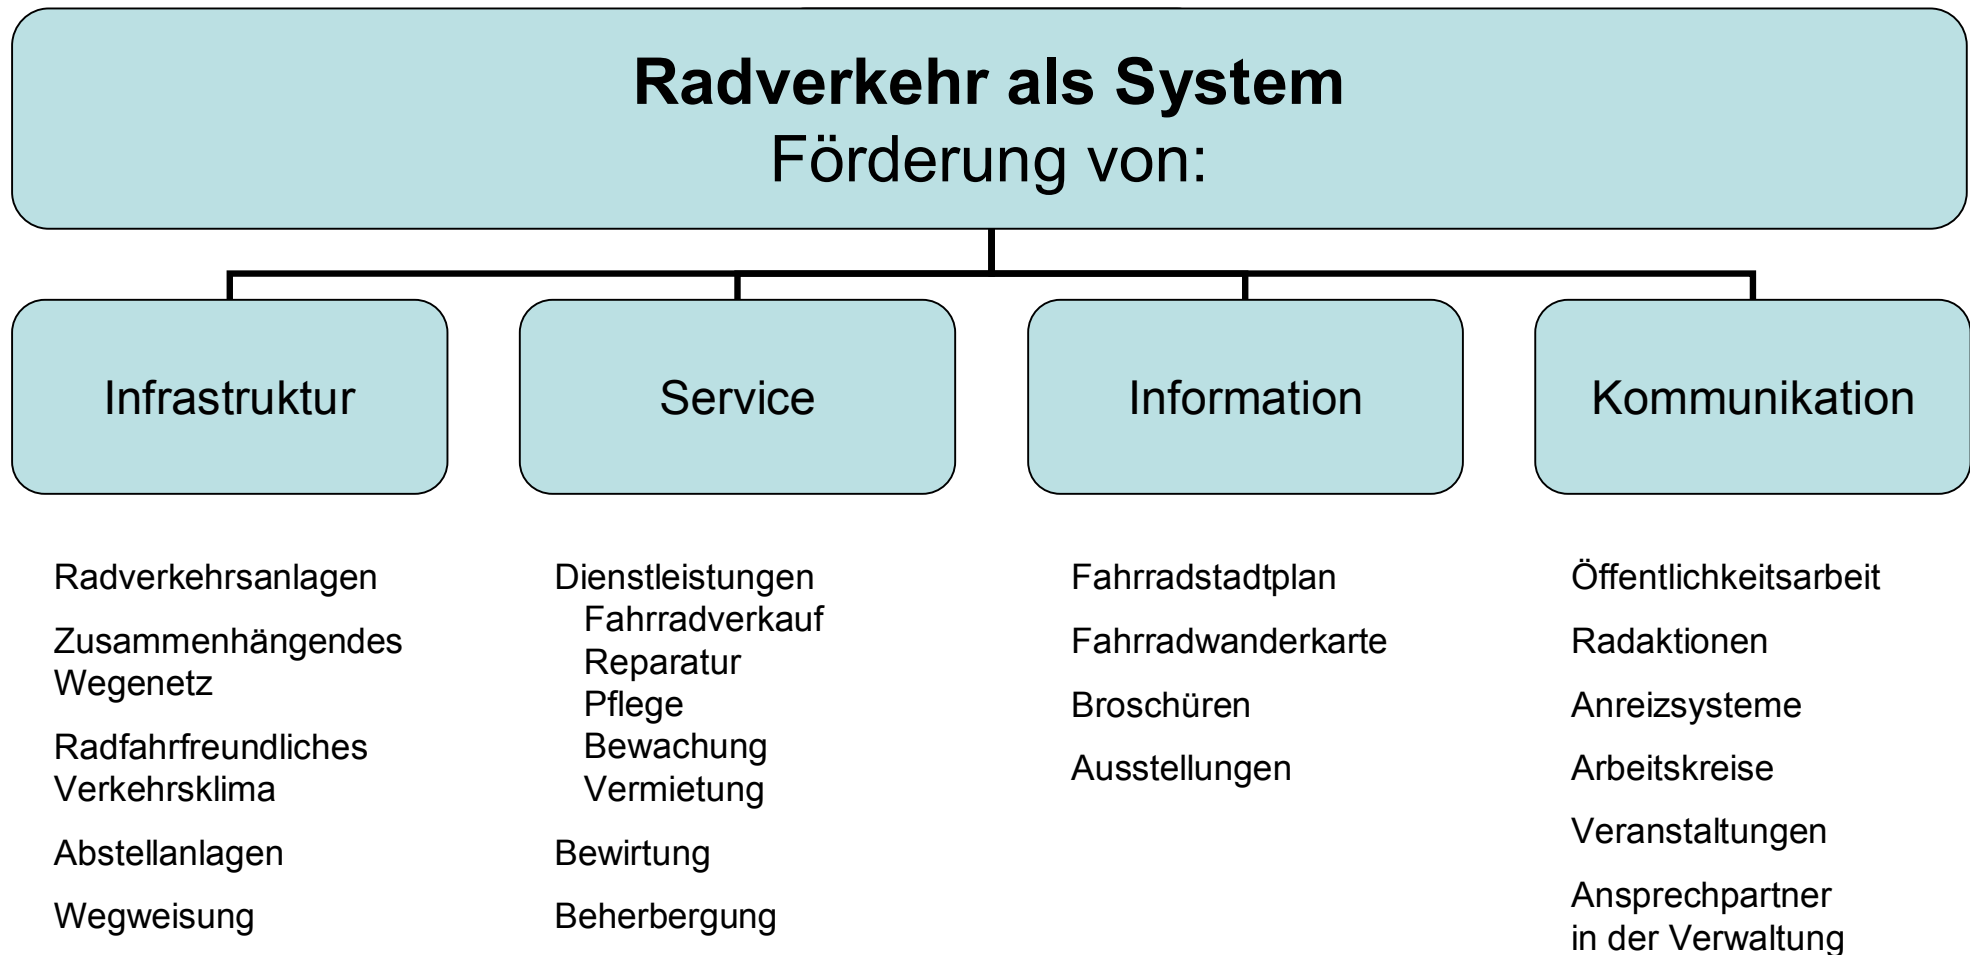 Radverkehr als System
Förderung von:
Infrastruktur
Service
Information
Kommunikation
Radverkehrsanlagen
Zusammenhängendes
Wegenetz
Radfahrfreundliches
Verkehrsklima
Abstellanlagen
Wegweisung
Dienstleistungen
Fahrradverkauf
Reparatur
Pflege
Bewachung
Vermietung
Bewirtung
Beherbergung
Fahrradstadtplan
Fahrradwanderkarte
Broschüren
Ausstellungen
Öffentlichkeitsarbeit
Radaktionen
Anreizsysteme
Arbeitskreise
Veranstaltungen
Ansprechpartner
in der Verwaltung